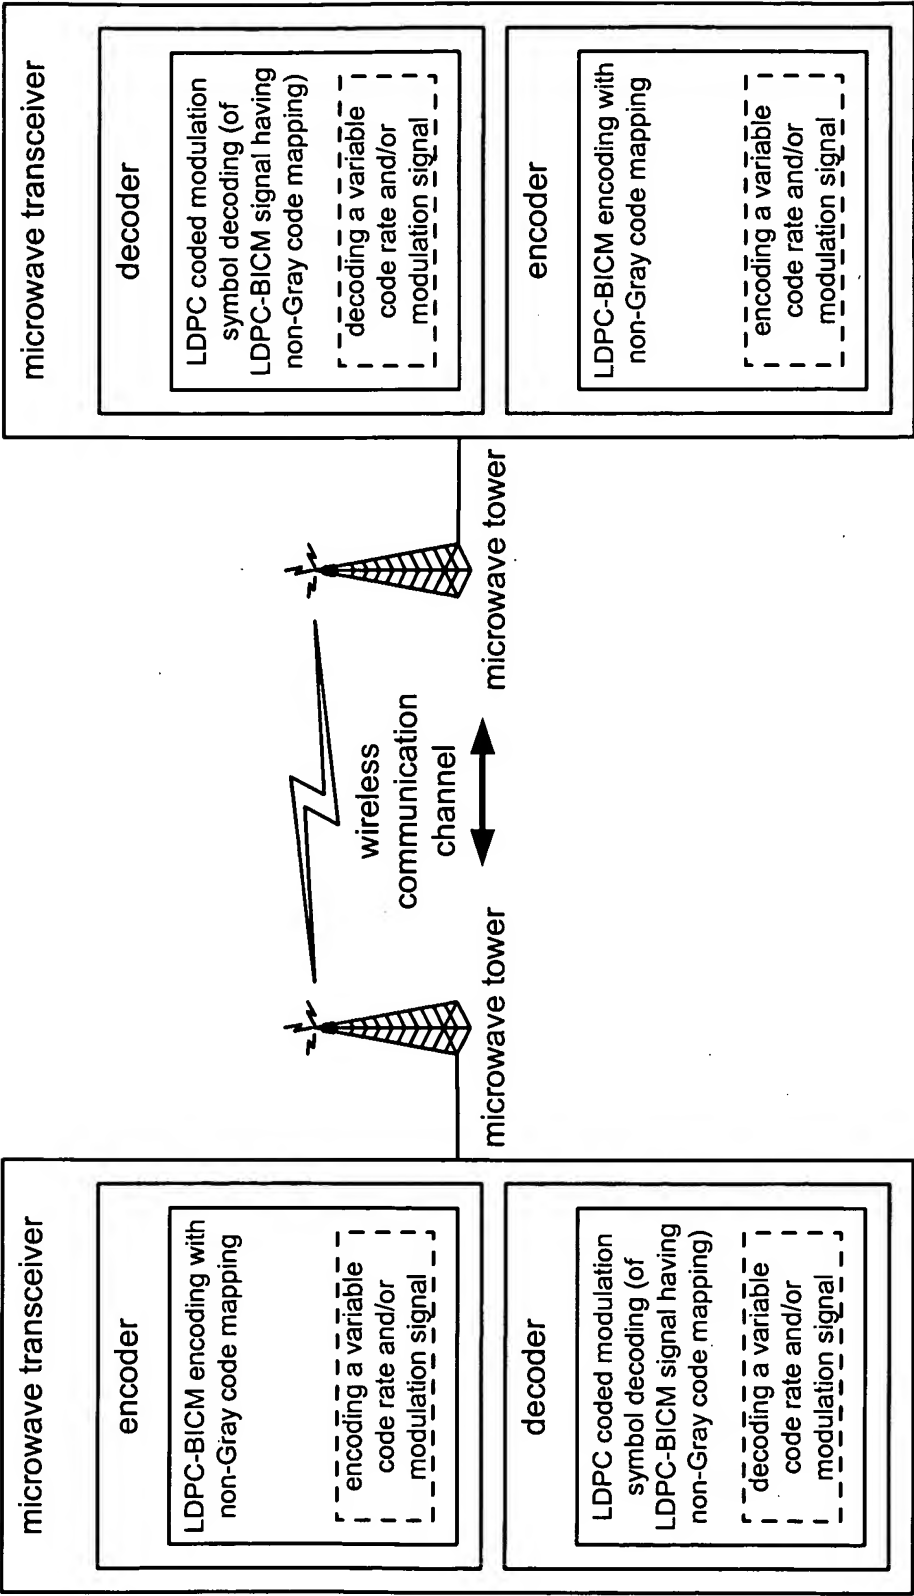 microwave transceiver
encoder
LDPC-BICM encoding with
non-Gray code mapping
encoding a variable
code rate and/or
modulation signal
decoder
LDPC coded modulation
symbol decoding (of
LDPC-BICM signal having
non-Gray code mapping)
decoding a variable
code rate and/or
modulation signal
microwave tower
wireless
communication
channel
microwave tower
microwave transceiver
decoder
LDPC coded modulation
symbol decoding (of
LDPC-BICM signal having
non-Gray code mapping)
decoding a variable
code rate and/or
modulation signal
encoder
LDPC-BICM encoding with
non-Gray code mapping
encoding a variable
code rate and/or
modulation signal